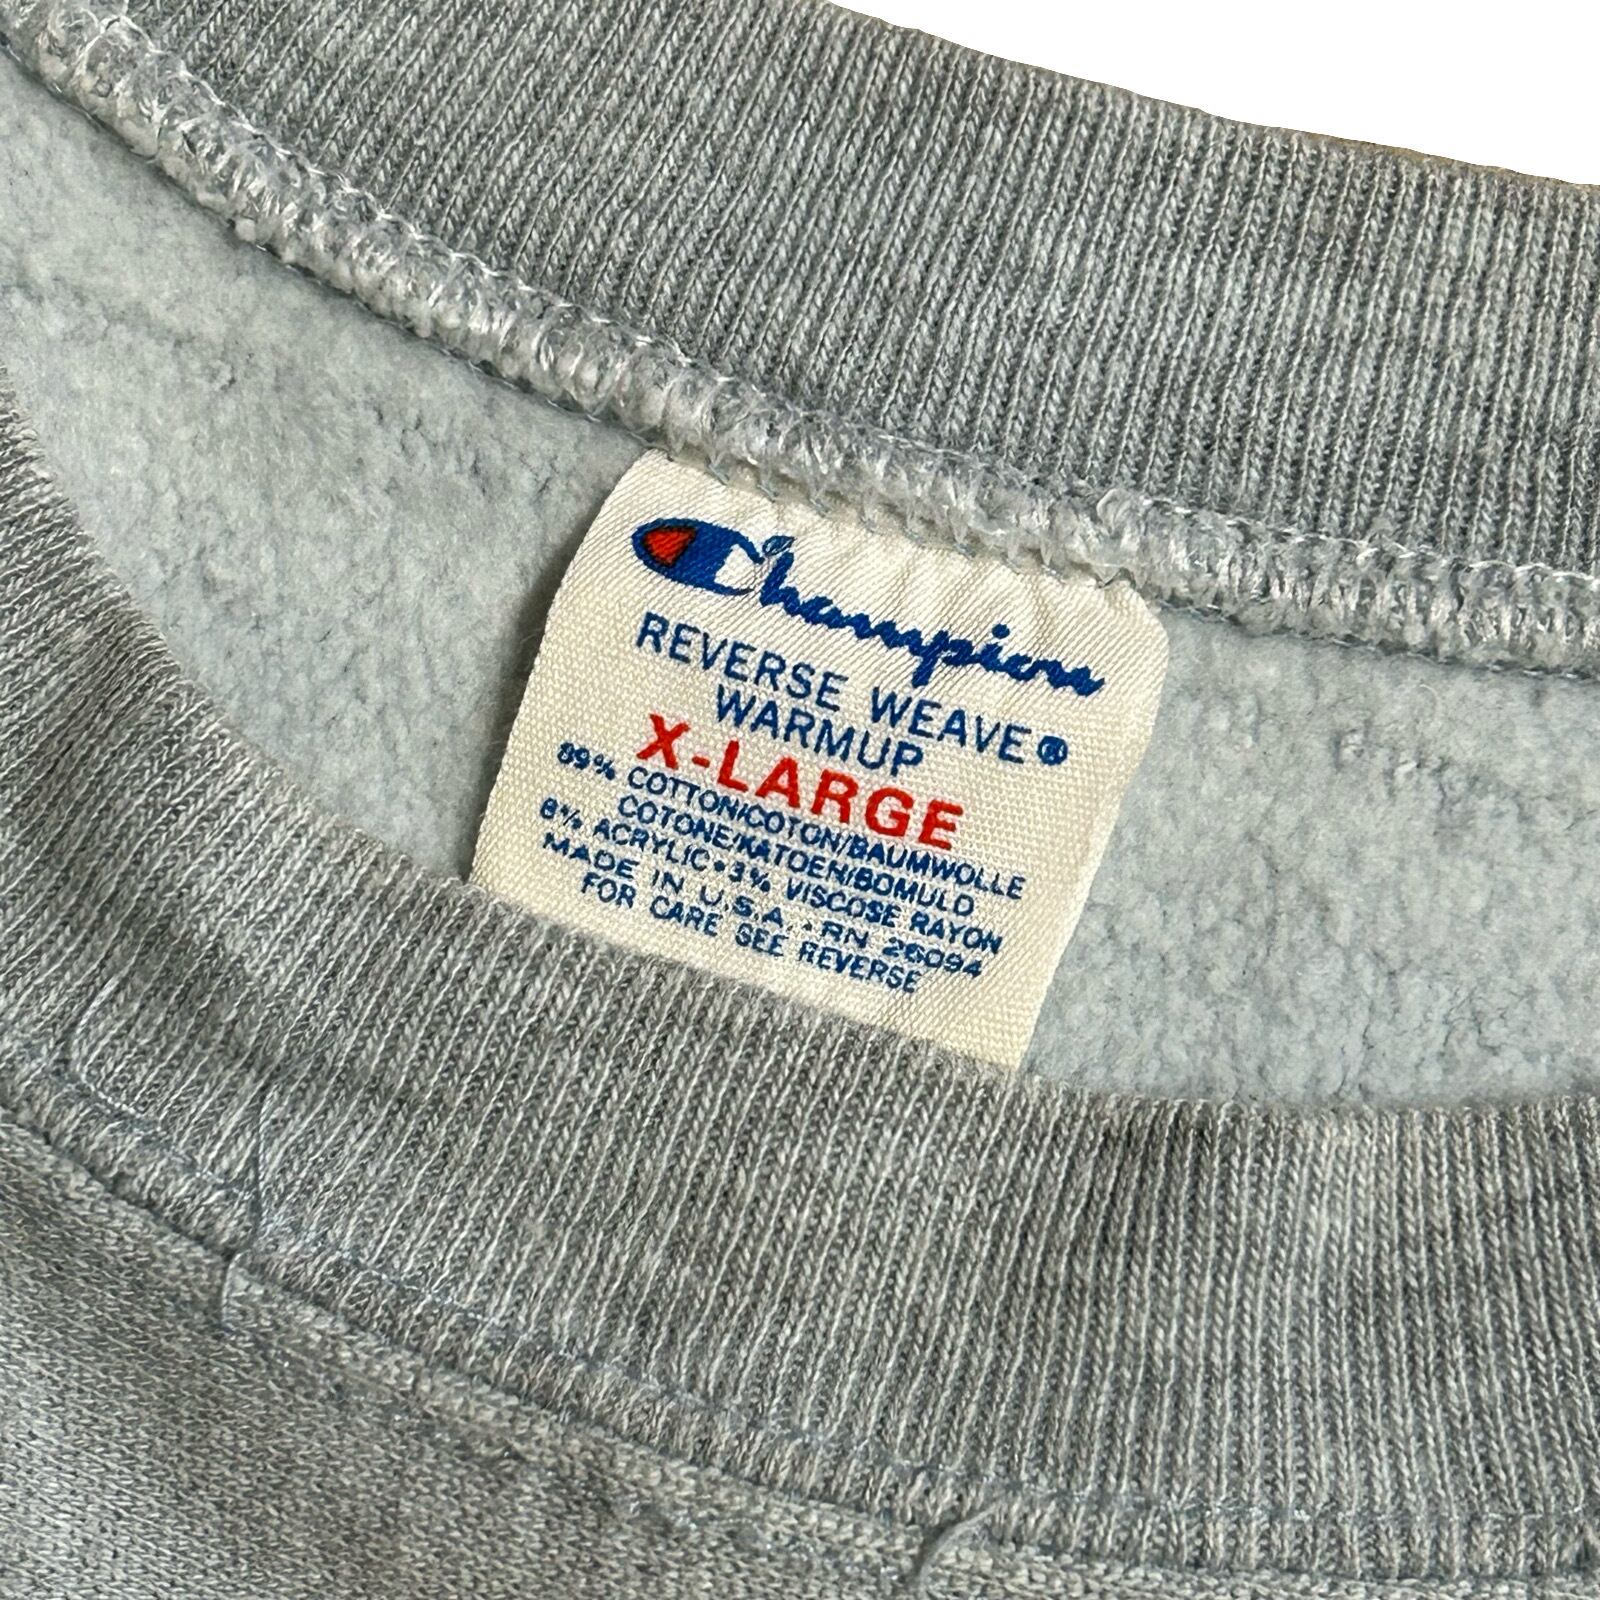 Champion
REVERSE WEAVE®
WARMUP
X-LARGE
89% COTTON/COTON/BAUMWOLLE
COTONE/KATOEN/BOMULD
8% ACRYLIC • 3% VISCOSE RAYON
MADE IN U.S.A. • RN 26094
FOR CARE SEE REVERSE